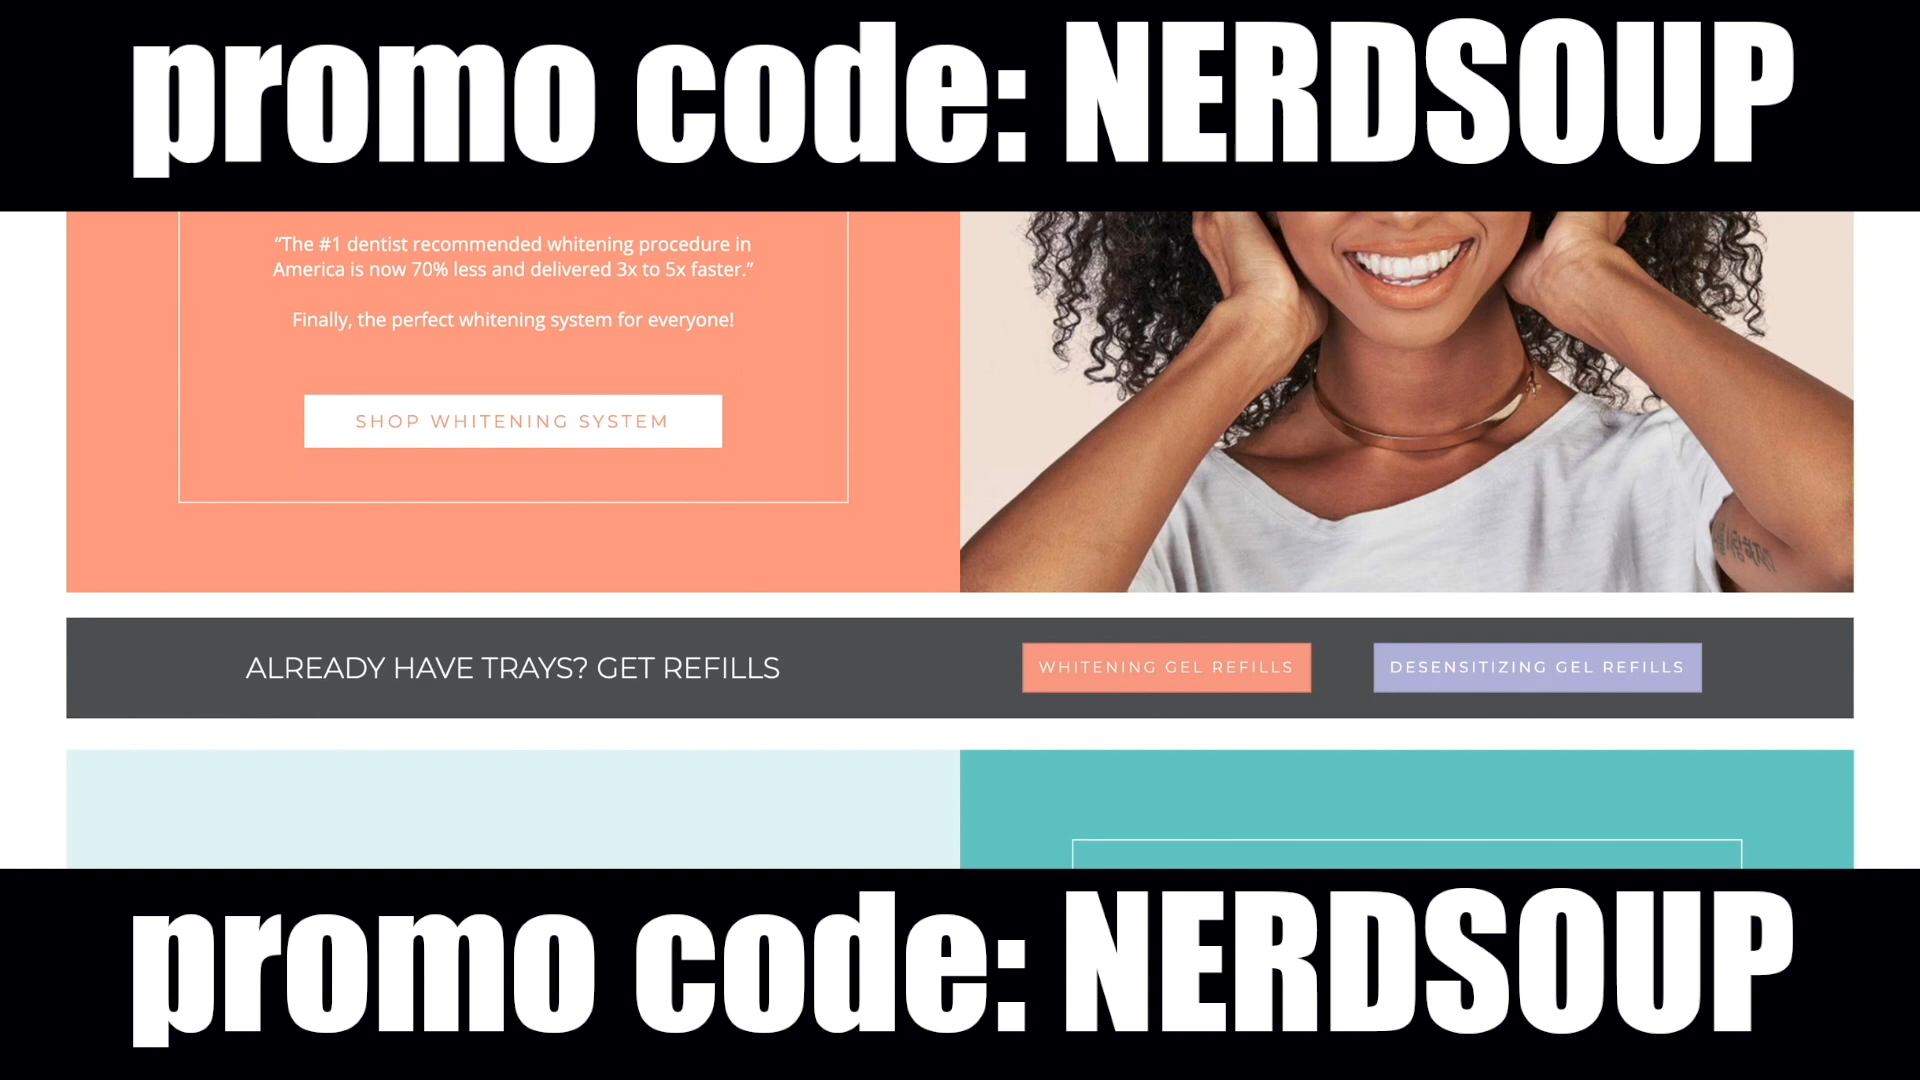 promo code: NERDSOUP
“The #1 dentist recommended whitening procedure in
America is now 70% less and delivered 3x to 5x faster.”
Finally, the perfect whitening system for everyone!
SHOP WHITENING SYSTEM
ALREADY HAVE TRAYS? GET REFILLS
WHITENING GEL REFILLS
DESENSITIZING GEL REFILLS
promo code: NERDSOUP